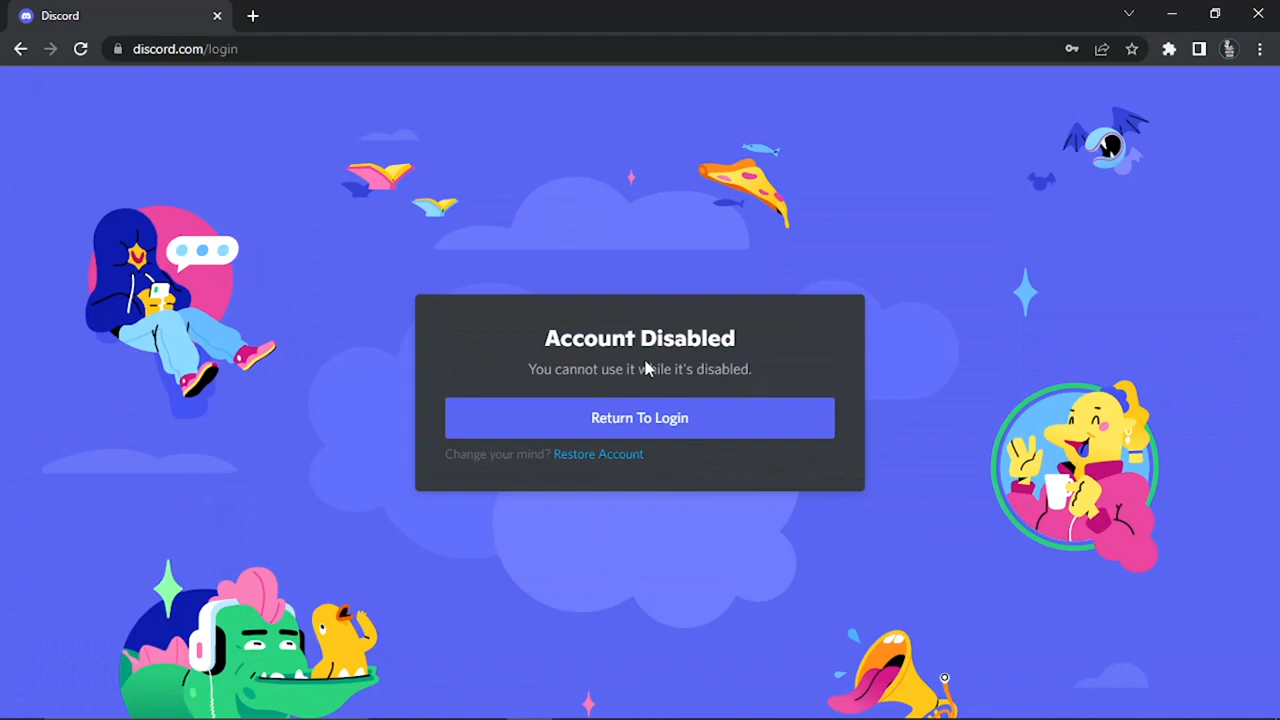 Discord
discord.com/login
Account Disabled
You cannot use it while it's disabled.
Return To Login
Change your mind? Restore Account